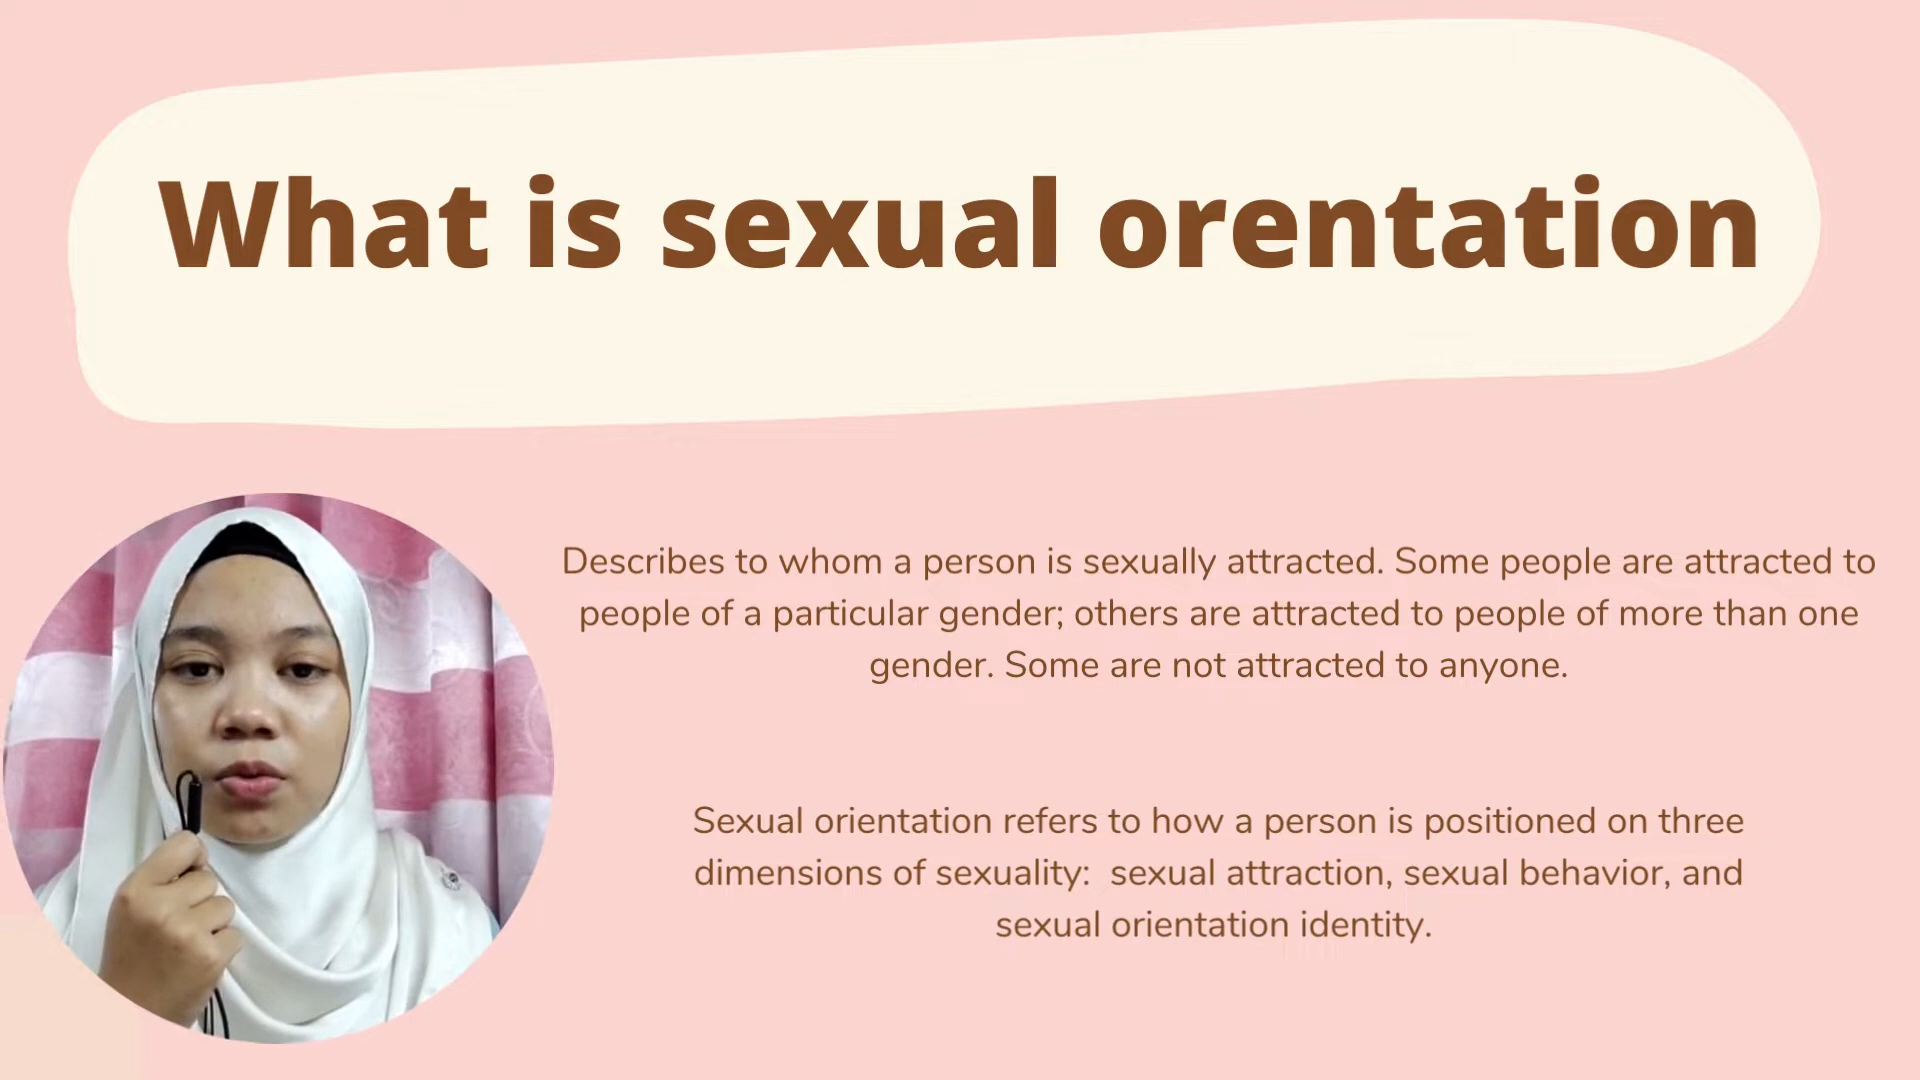 What is sexual orentation
Describes to whom a person is sexually attracted. Some people are attracted to
people of a particular gender; others are attracted to people of more than one
gender. Some are not attracted to anyone.
Sexual orientation refers to how a person is positioned on three
dimensions of sexuality:  sexual attraction, sexual behavior, and
sexual orientation identity.